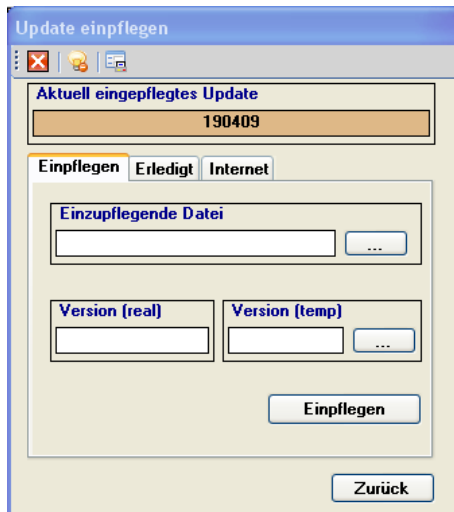 Update einpflegen
Aktuell eingepflegtes Update
190409
Einpflegen Erledigt Internet
Einzupflegende Datei
...
Version (real) Version (temp)
...
Einpflegen
Zurück